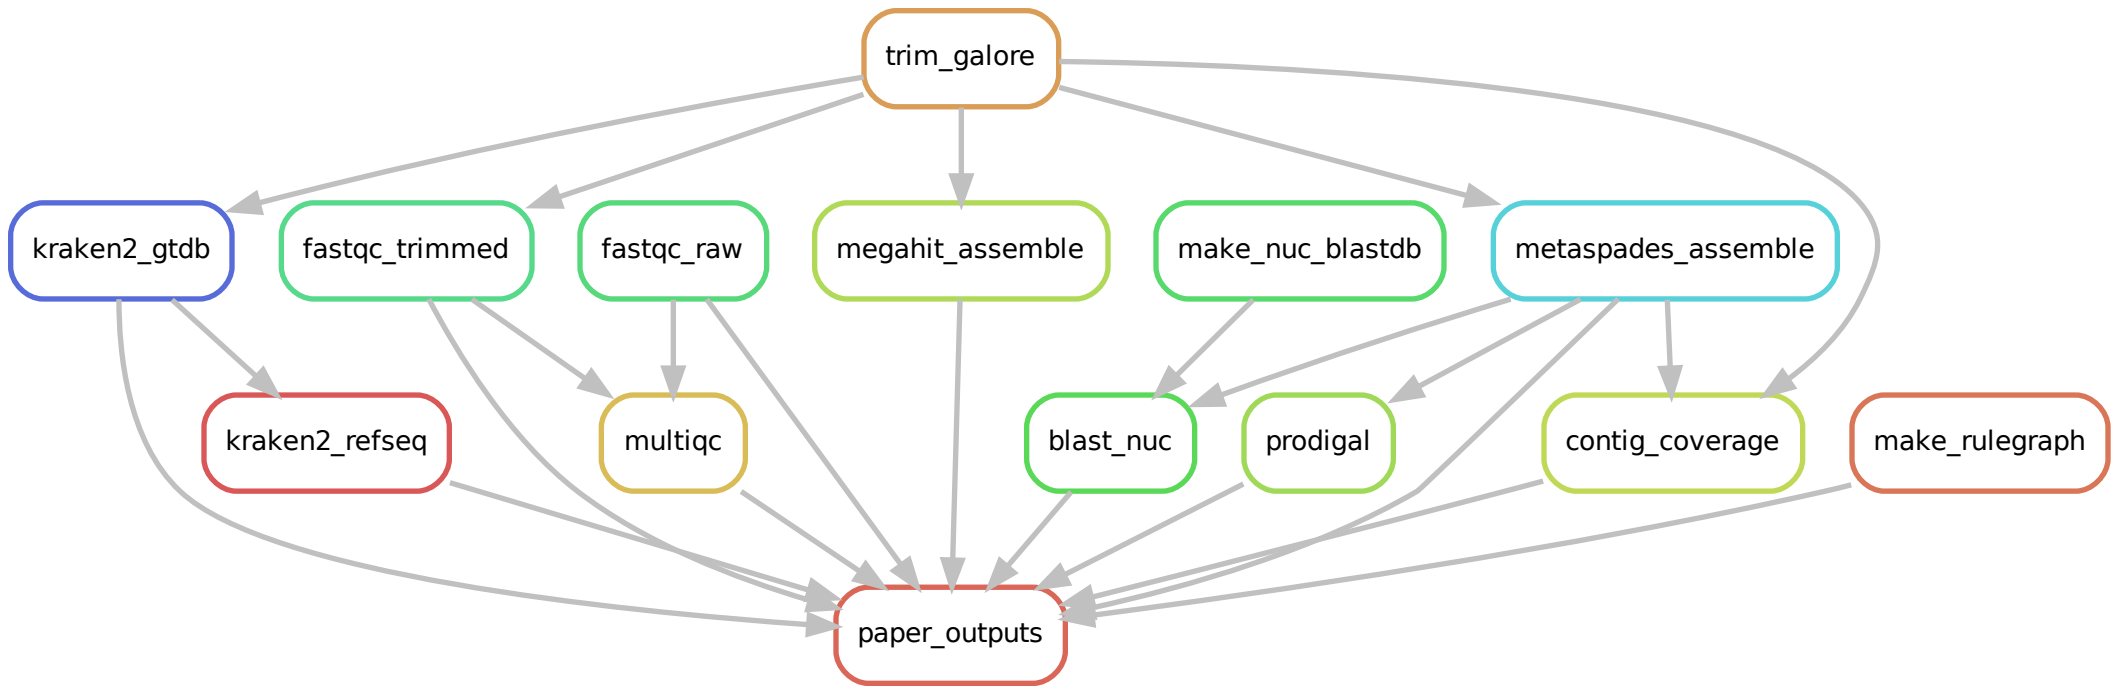 trim_galore
kraken2_gtdb
fastqc_trimmed
fastqc_raw
megahit_assemble
make_nuc_blastdb
metaspades_assemble
kraken2_refseq
multiqc
blast_nuc
prodigal
contig_coverage
make_rulegraph
paper_outputs